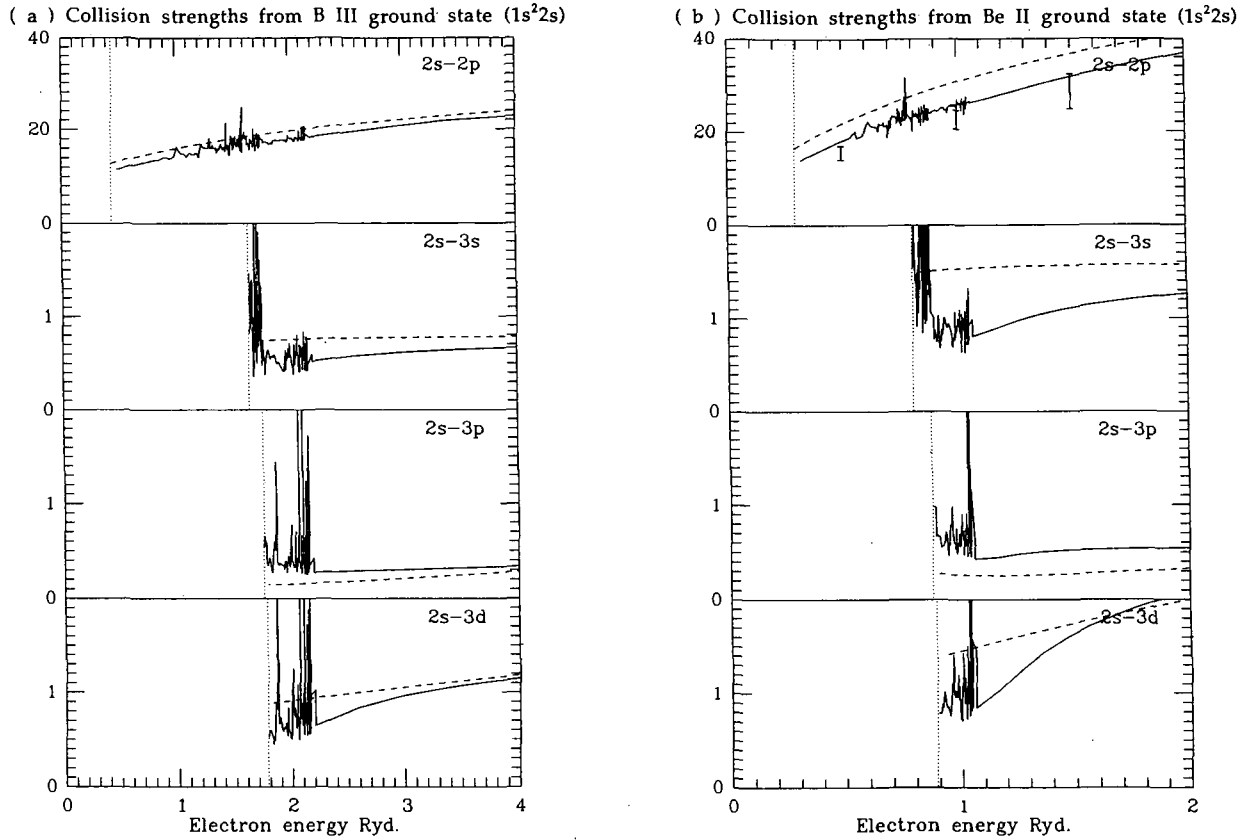 ( a ) Collision strengths from B III ground state (1s²2s)
40
2s-2p
20
0
2s-3s
1
0
2s-3p
1
0
2s-3d
1
0
0 1 2 3 4
Electron energy Ryd.
( b ) Collision strengths from Be II ground state (1s²2s)
40
2s-2p
20
0
2s-3s
1
0
2s-3p
1
0
2s-3d
1
0
0 1 2
Electron energy Ryd.